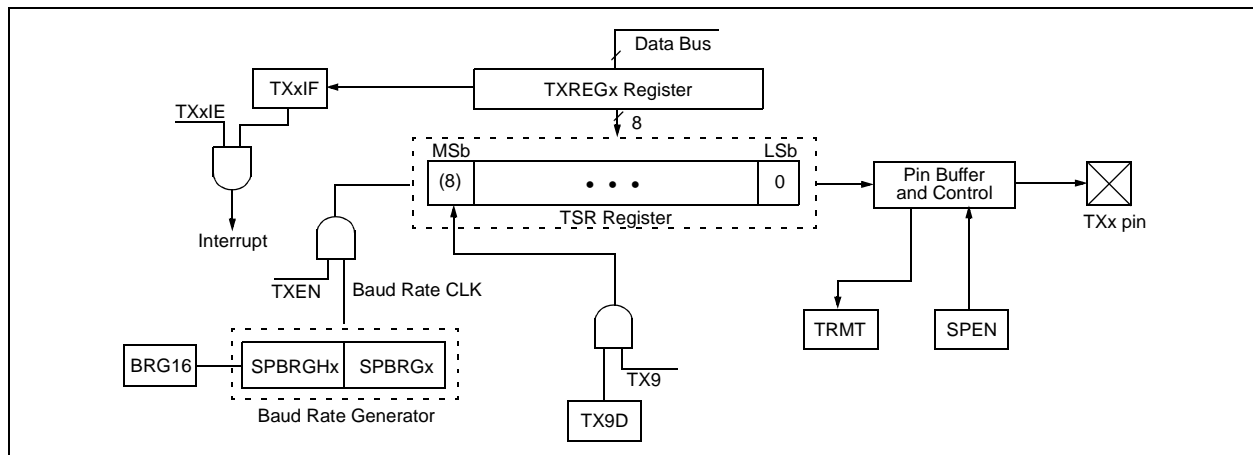 Data Bus
TXxIF
TXREGx Register
TXxIE
8
MSb
LSb
(8)
• • •
0
Pin Buffer
and Control
TSR Register
TXx pin
Interrupt
TXEN
Baud Rate CLK
TRMT
SPEN
BRG16
SPBRGHx
SPBRGx
TX9
Baud Rate Generator
TX9D